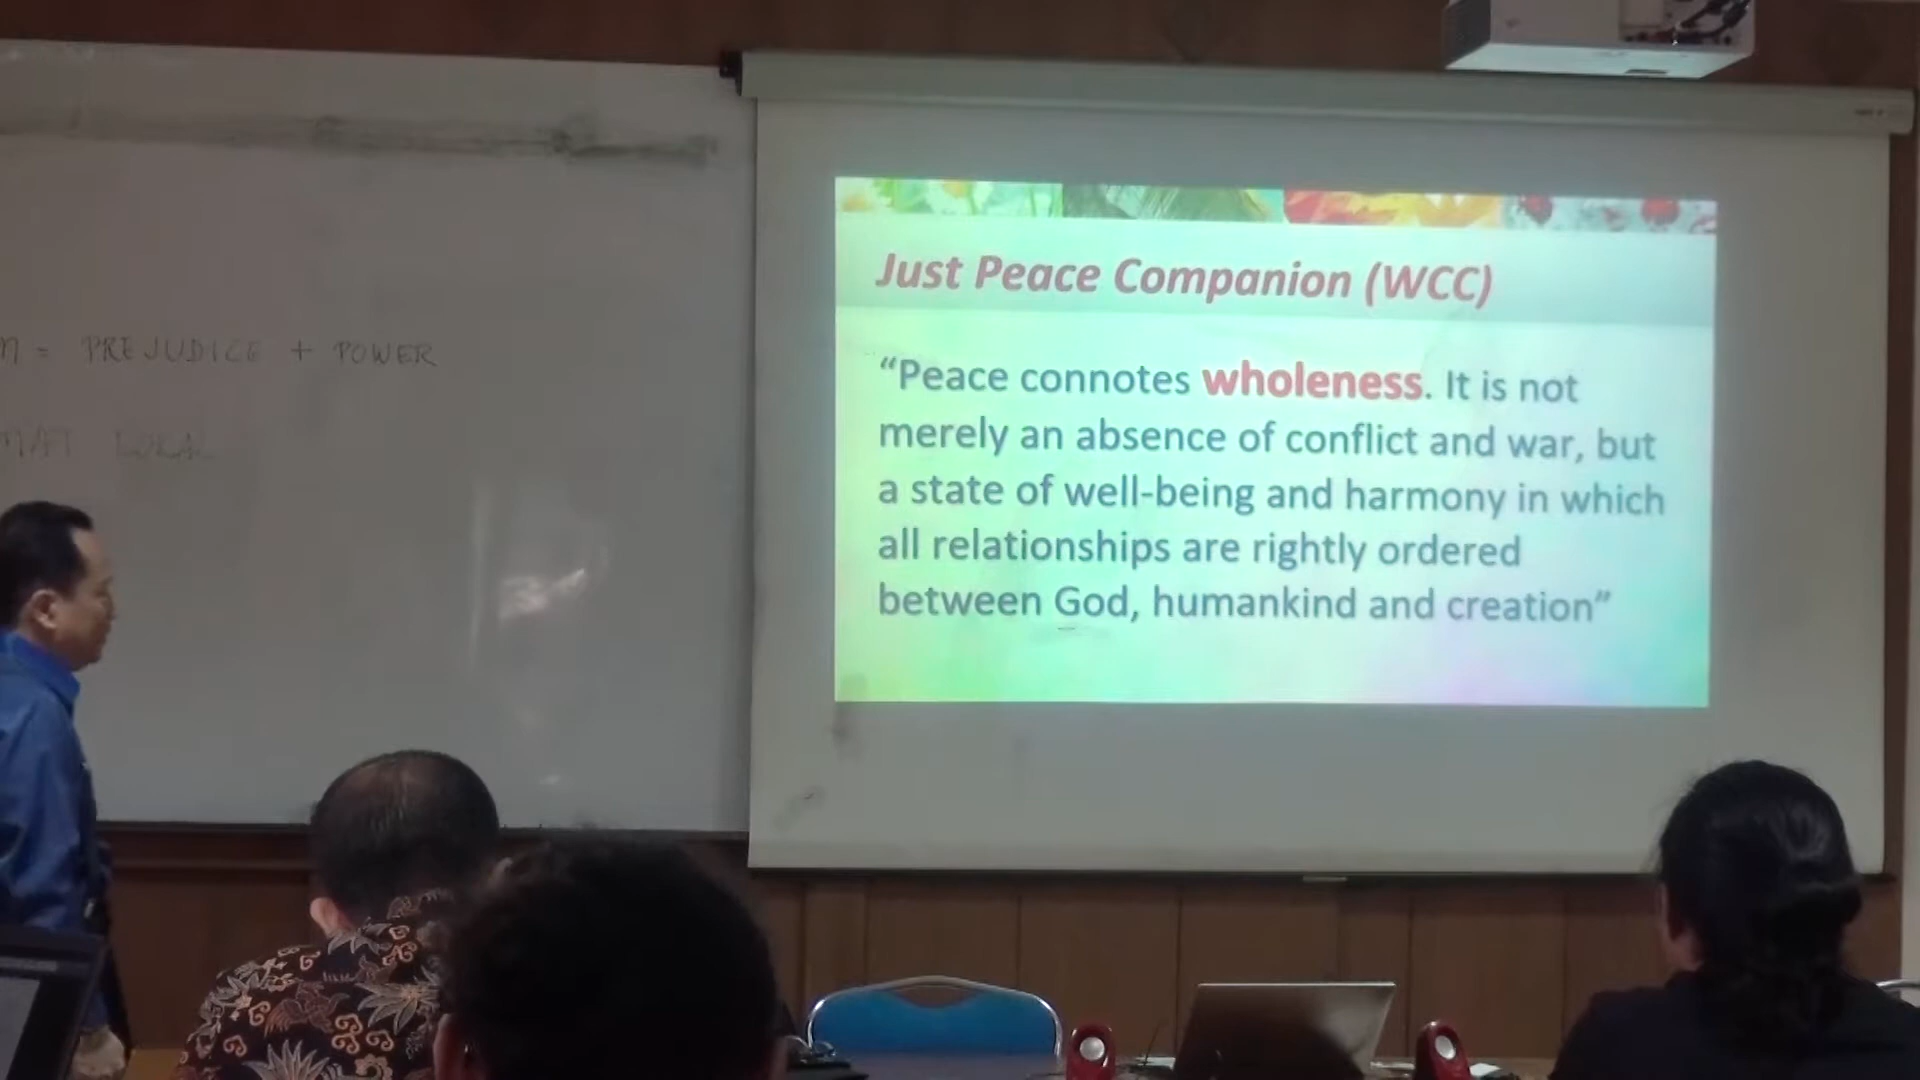 = PREJUDICE + POWER
Just Peace Companion (WCC)
“Peace connotes wholeness. It is not
merely an absence of conflict and war, but
a state of well-being and harmony in which
all relationships are rightly ordered
between God, humankind and creation”